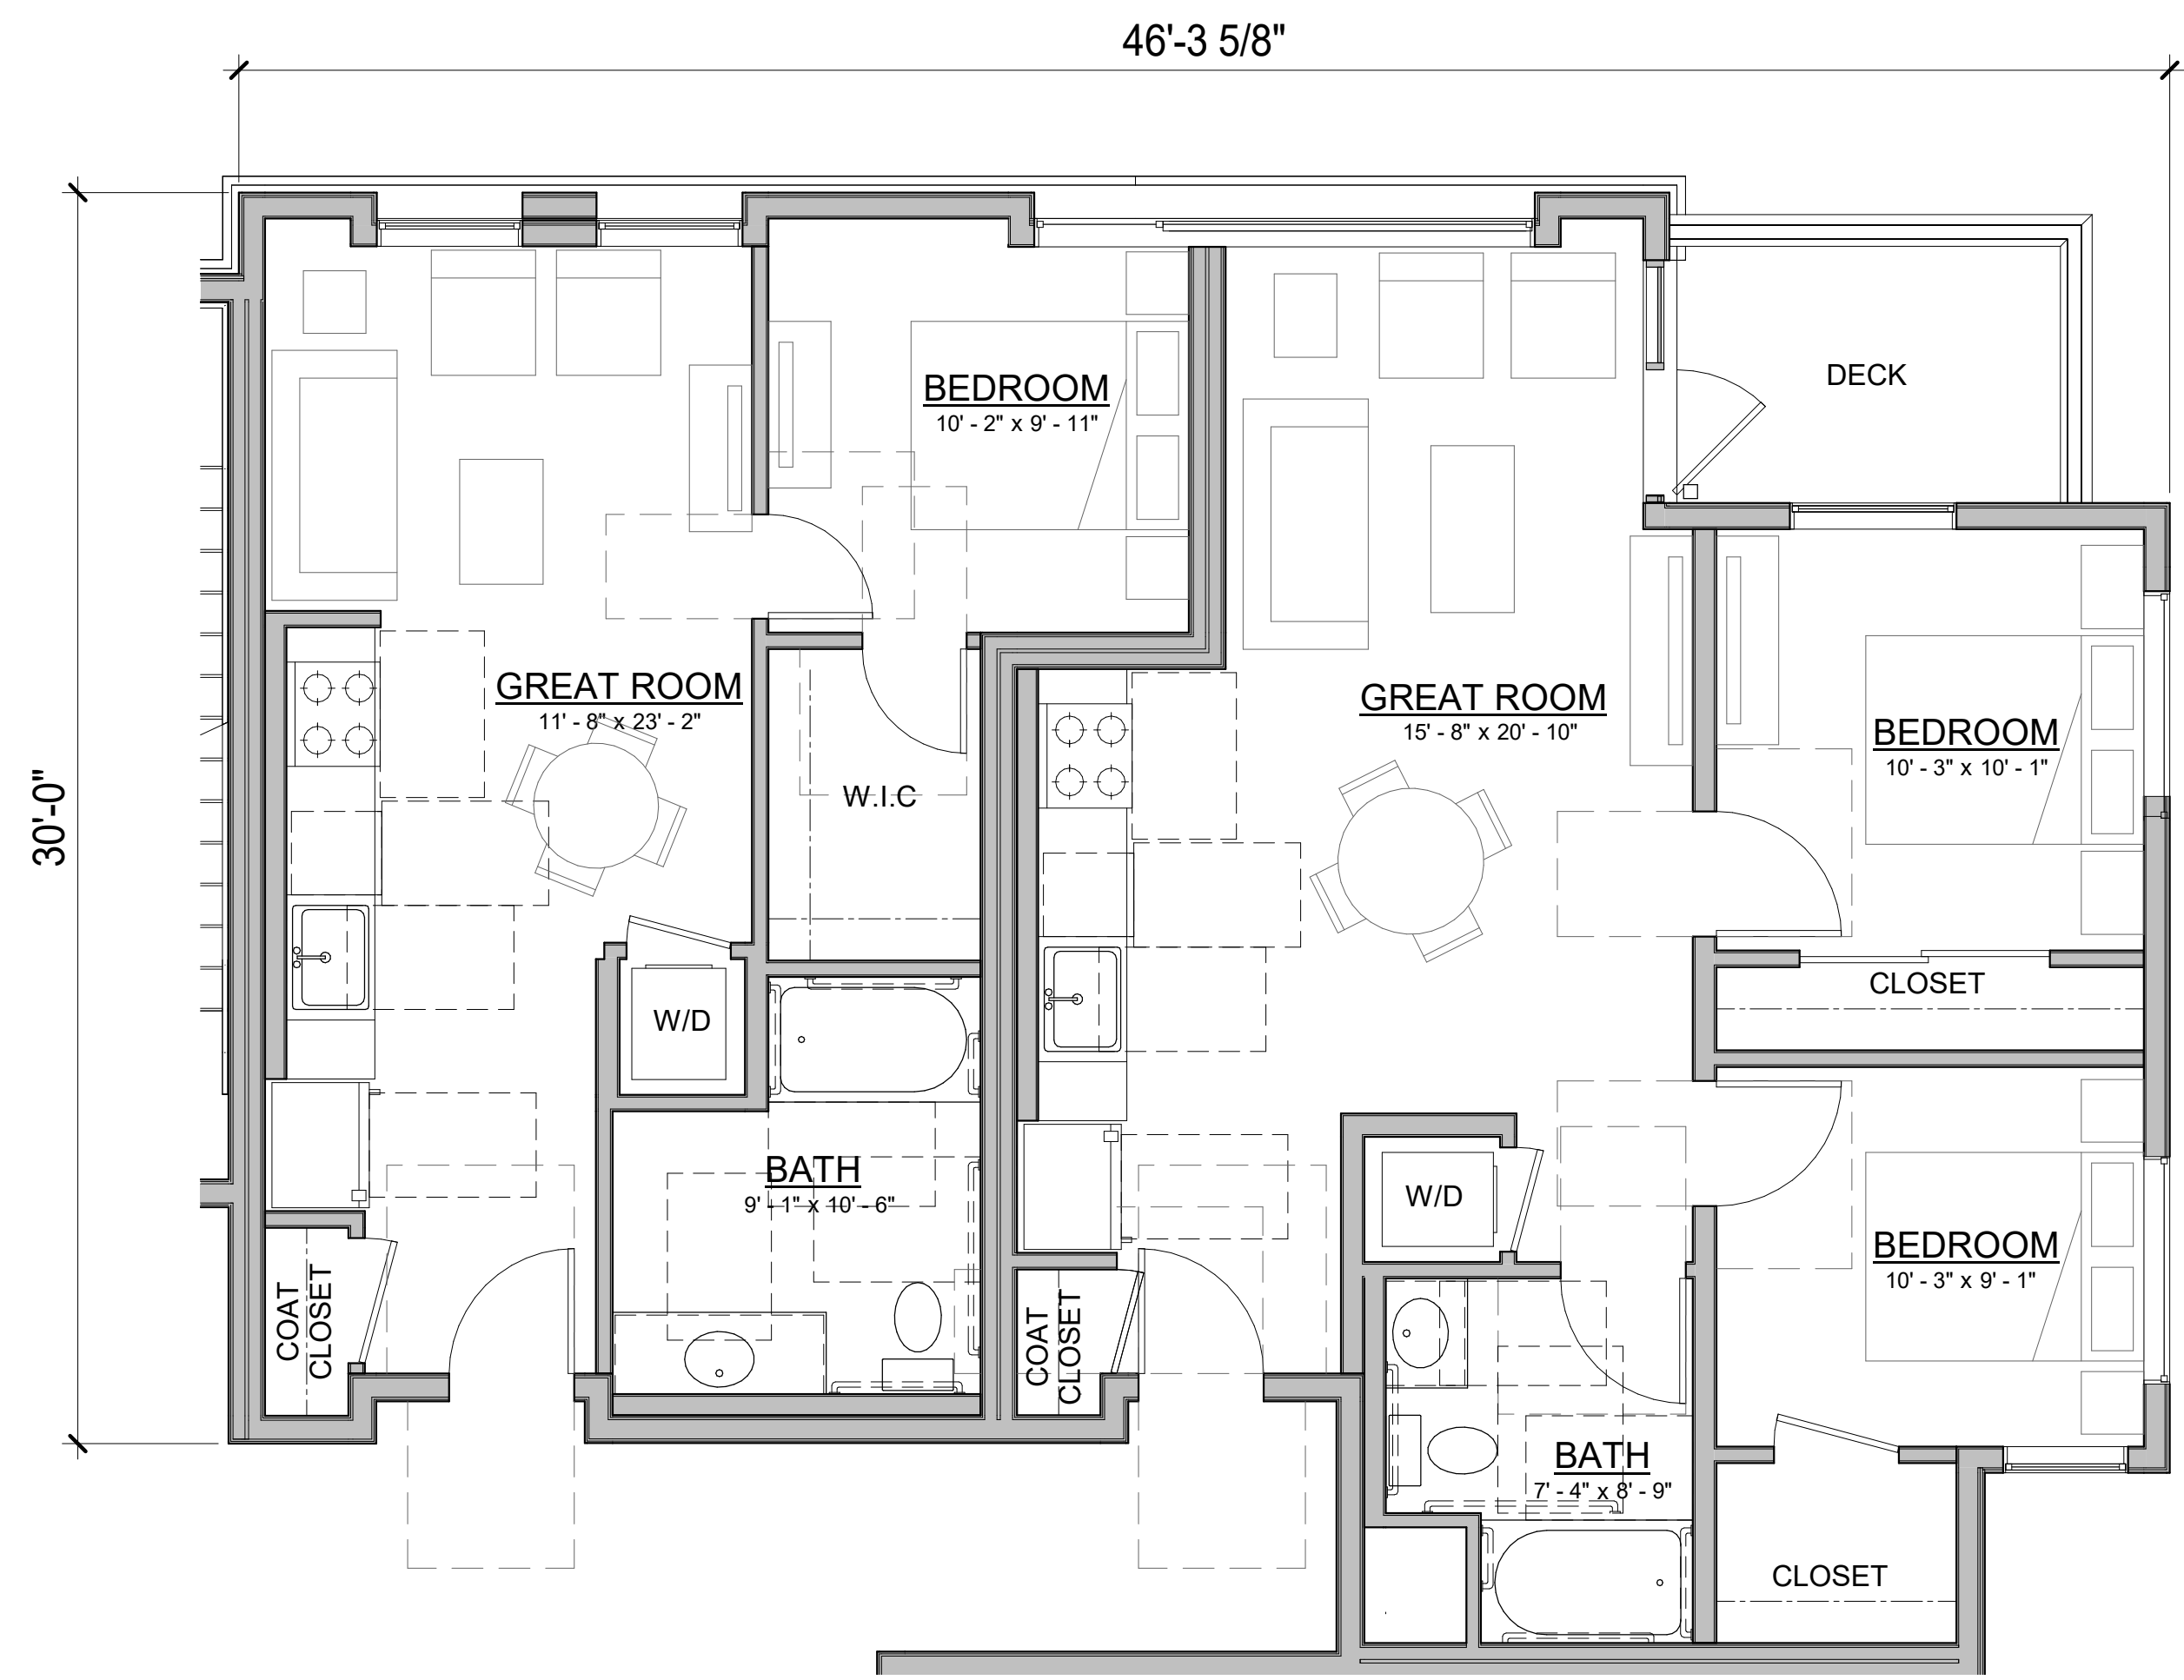 46'-3 5/8"
30'-0"
DECK
BEDROOM
10' - 2" x 9' - 11"
GREAT ROOM
11' - 8" x 23' - 2"
GREAT ROOM
15' - 8" x 20' - 10"
BEDROOM
10' - 3" x 10' - 1"
W.I.C
CLOSET
W/D
BATH
9' - 1" x 10' - 6"
W/D
BEDROOM
10' - 3" x 9' - 1"
COAT
CLOSET
COAT
CLOSET
BATH
7' - 4" x 8' - 9"
CLOSET